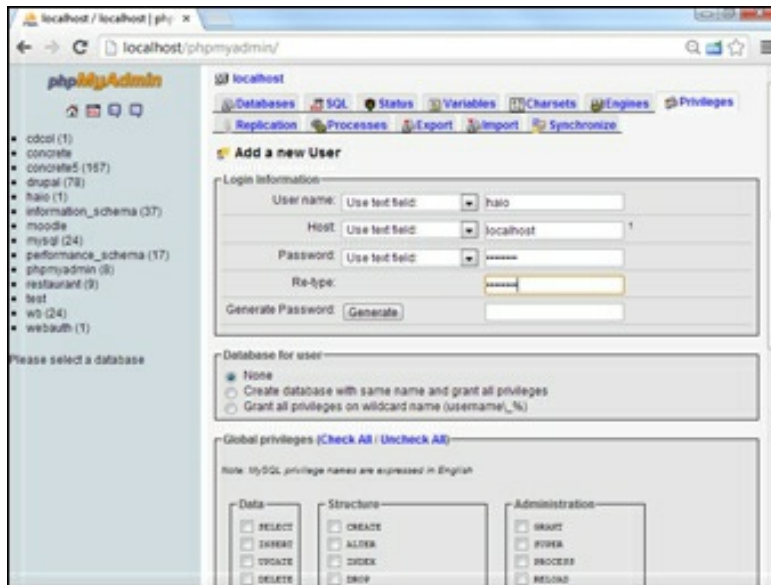 localhost / localhost | php
localhost/phpmyadmin/
phpMyAdmin
cdcol (1)
concrete
concrete5 (167)
drupal (78)
haio (1)
information_schema (37)
moodle
mysql (24)
performance_schema (17)
phpmyadmin (8)
restaurant (9)
test
wb (24)
webauth (1)
Please select a database
localhost
Databases SQL Status Variables Charsets Engines Privileges
Replication Processes Export Import Synchronize
Add a new User
Login Information
User name: Use text field: haio
Host: Use text field: localhost 1
Password: Use text field: •••••••
Re-type: •••••••
Generate Password: Generate
Database for user
None
Create database with same name and grant all privileges
Grant all privileges on wildcard name (username\_%)
Global privileges (Check All / Uncheck All)
Note: MySQL privilege names are expressed in English
Data Structure Administration
SELECT CREATE GRANT
INSERT ALTER SUPER
UPDATE INDEX PROCESS
DELETE DROP RELOAD